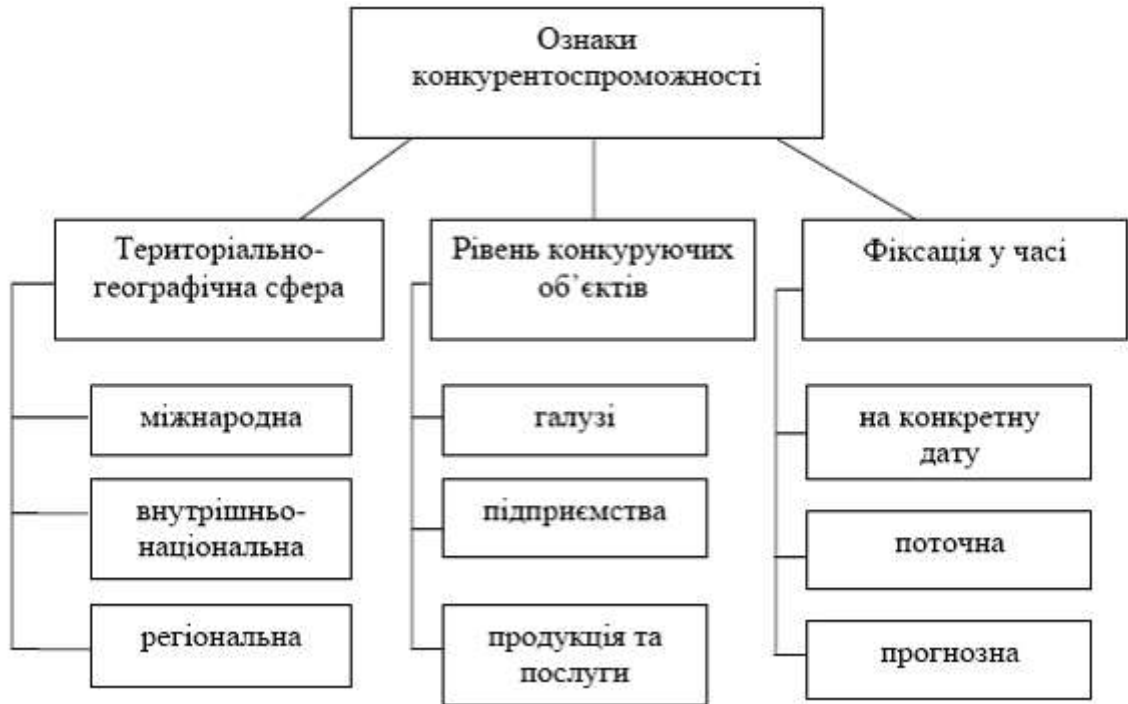 Ознаки
конкурентоспроможності
Територіально-
географічна сфера
міжнародна
внутрішньо-
національна
регіональна
Рівень конкуруючих
об’єктів
галузі
підприємства
продукція та
послуги
Фіксація у часі
на конкретну
дату
поточна
прогнозна